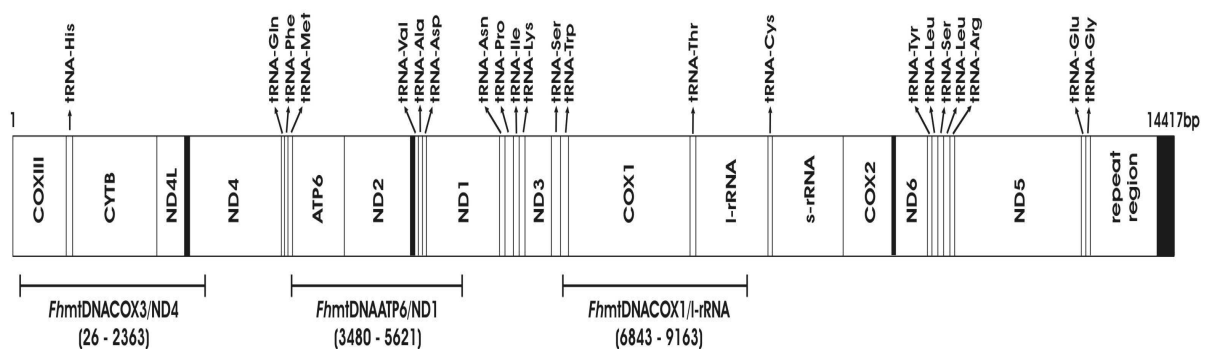 tRNA-His
tRNA-Gln
tRNA-Phe
tRNA-Met
tRNA-Val
tRNA-Ala
tRNA-Asp
tRNA-Asn
tRNA-Pro
tRNA-Ile
tRNA-Lys
tRNA-Ser
tRNA-Trp
tRNA-Thr
tRNA-Cys
tRNA-Tyr
tRNA-Leu
tRNA-Ser
tRNA-Leu
tRNA-Arg
tRNA-Glu
tRNA-Gly
1
14417bp
COXIII
CYTB
ND4L
ND4
ATP6
ND2
ND1
ND3
COX1
l-rRNA
s-rRNA
COX2
ND6
ND5
repeat
region
FhmtDNACOX3/ND4
(26 - 2363)
FhmtDNAATP6/ND1
(3480 - 5621)
FhmtDNACOX1/l-rRNA
(6843 - 9163)